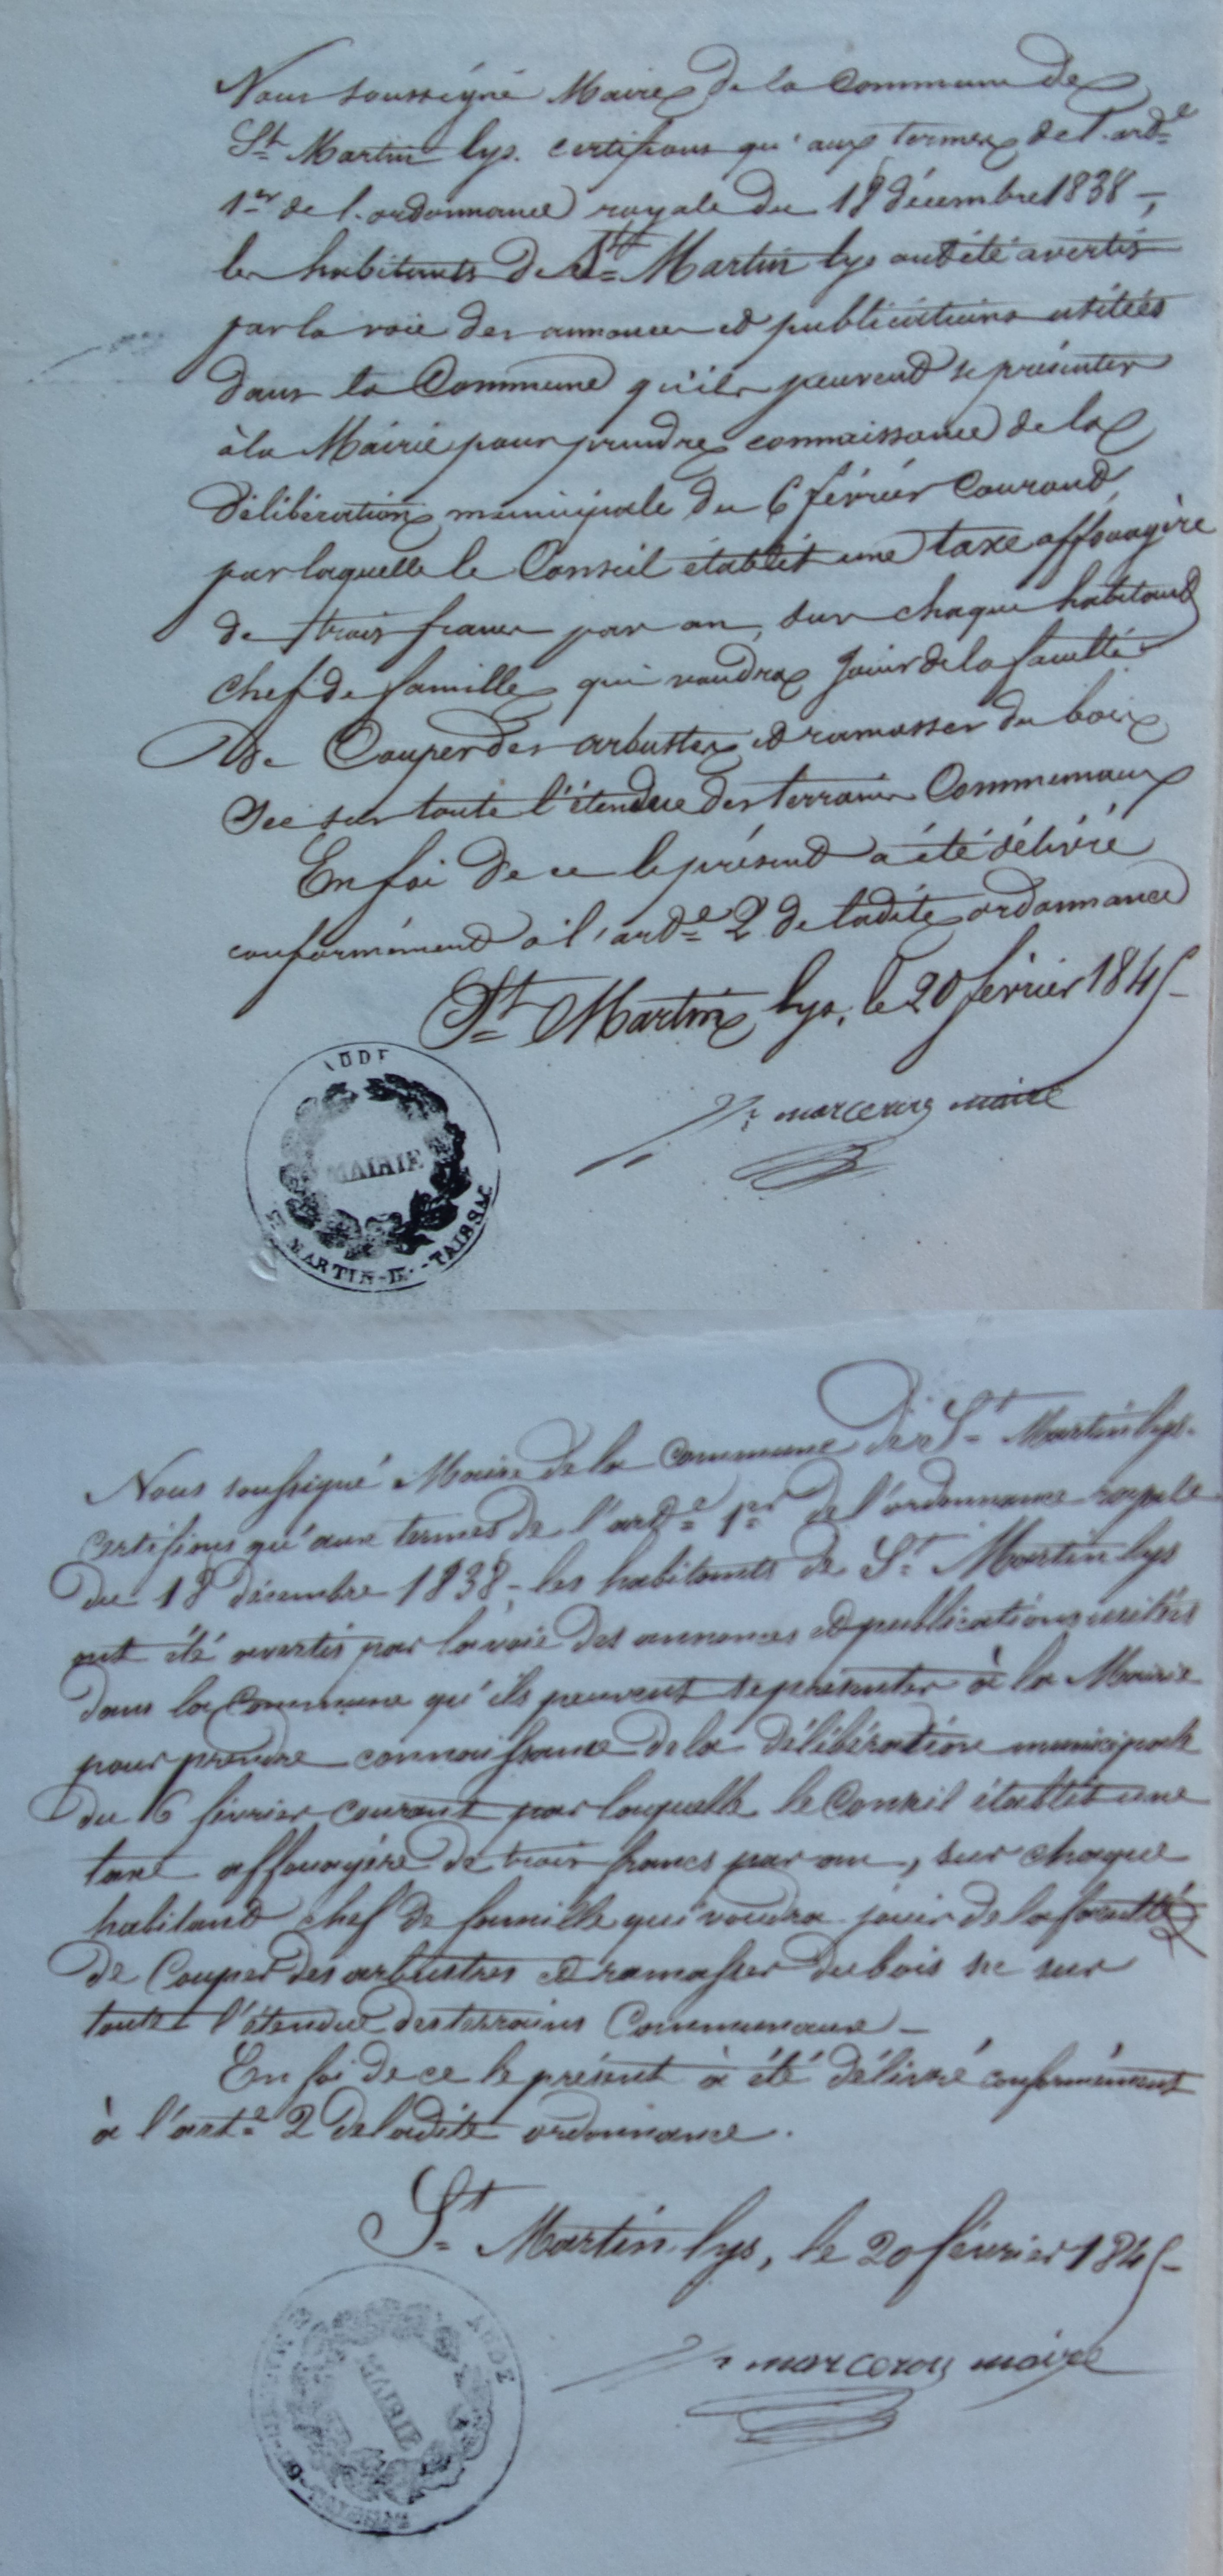 Nous soussigné Maire de la Commune de
St Martin lys. certifions qu'aux termes de l'arde
1er de l'ordonnance royale du 18 décembre 1838 -,
les habitants de St Martin lys ont été avertis
par la voie des annonces et publications usitées
dans la Commune qu'ils peuvent se présenter
à la Mairie pour prendre connaissance de la
délibération municipale du 6 février Courant
par laquelle le Conseil établit une taxe affouagère
de trois francs par an, sur chaque habitant
chef de famille qui voudra Jouir de la faculté
de Couper des arbustes et ramasser du bois
sec sur toute l'étendue des terrains Communaux
En foi de ce le présent a été délivré
conformément à l'arde 2 de ladite ordonnance
St Martin lys, le 20 février 1845-
marcerou maire
AUDE
MAIRIE
St MARTIN-DE-TAISSAC
Nous soussigné Maire de la Commune de St Martin lys.
certifions qu'aux termes de l'arde 1er de l'ordonnance royale
du 18 décembre 1838, - les habitants de St Martin lys
ont été avertis par la voie des annonces et publications usitées
dans la Commune qu'ils peuvent se présenter à la Mairie
pour prendre connaissance de la délibération municipale
du 6 février courant par laquelle le Conseil établit une
taxe affouagère de trois francs par an, sur chaque
habitant chef de famille qui voudra jouir de la faculté
de Couper des arbustres et ramasser du bois sec sur
toute l'étendue des terrains Communaux -
En foi de ce le présent à été délivré conformément
à l'arte 2 de ladite ordonnance.
St Martin lys, le 20 février 1845-
marcerou maire
AUDE
MAIRIE